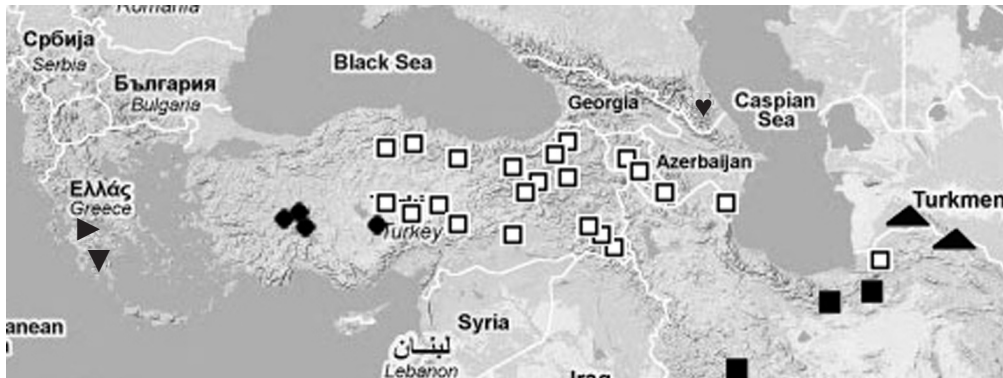 Romania
Србија
Serbia
България
Bulgaria
Black Sea
Georgia
Caspian
Sea
Azerbaijan
Ελλάς
Greece
Turkey
Turkmen
Syria
anean
لبنــان
Lebanon
Iraq